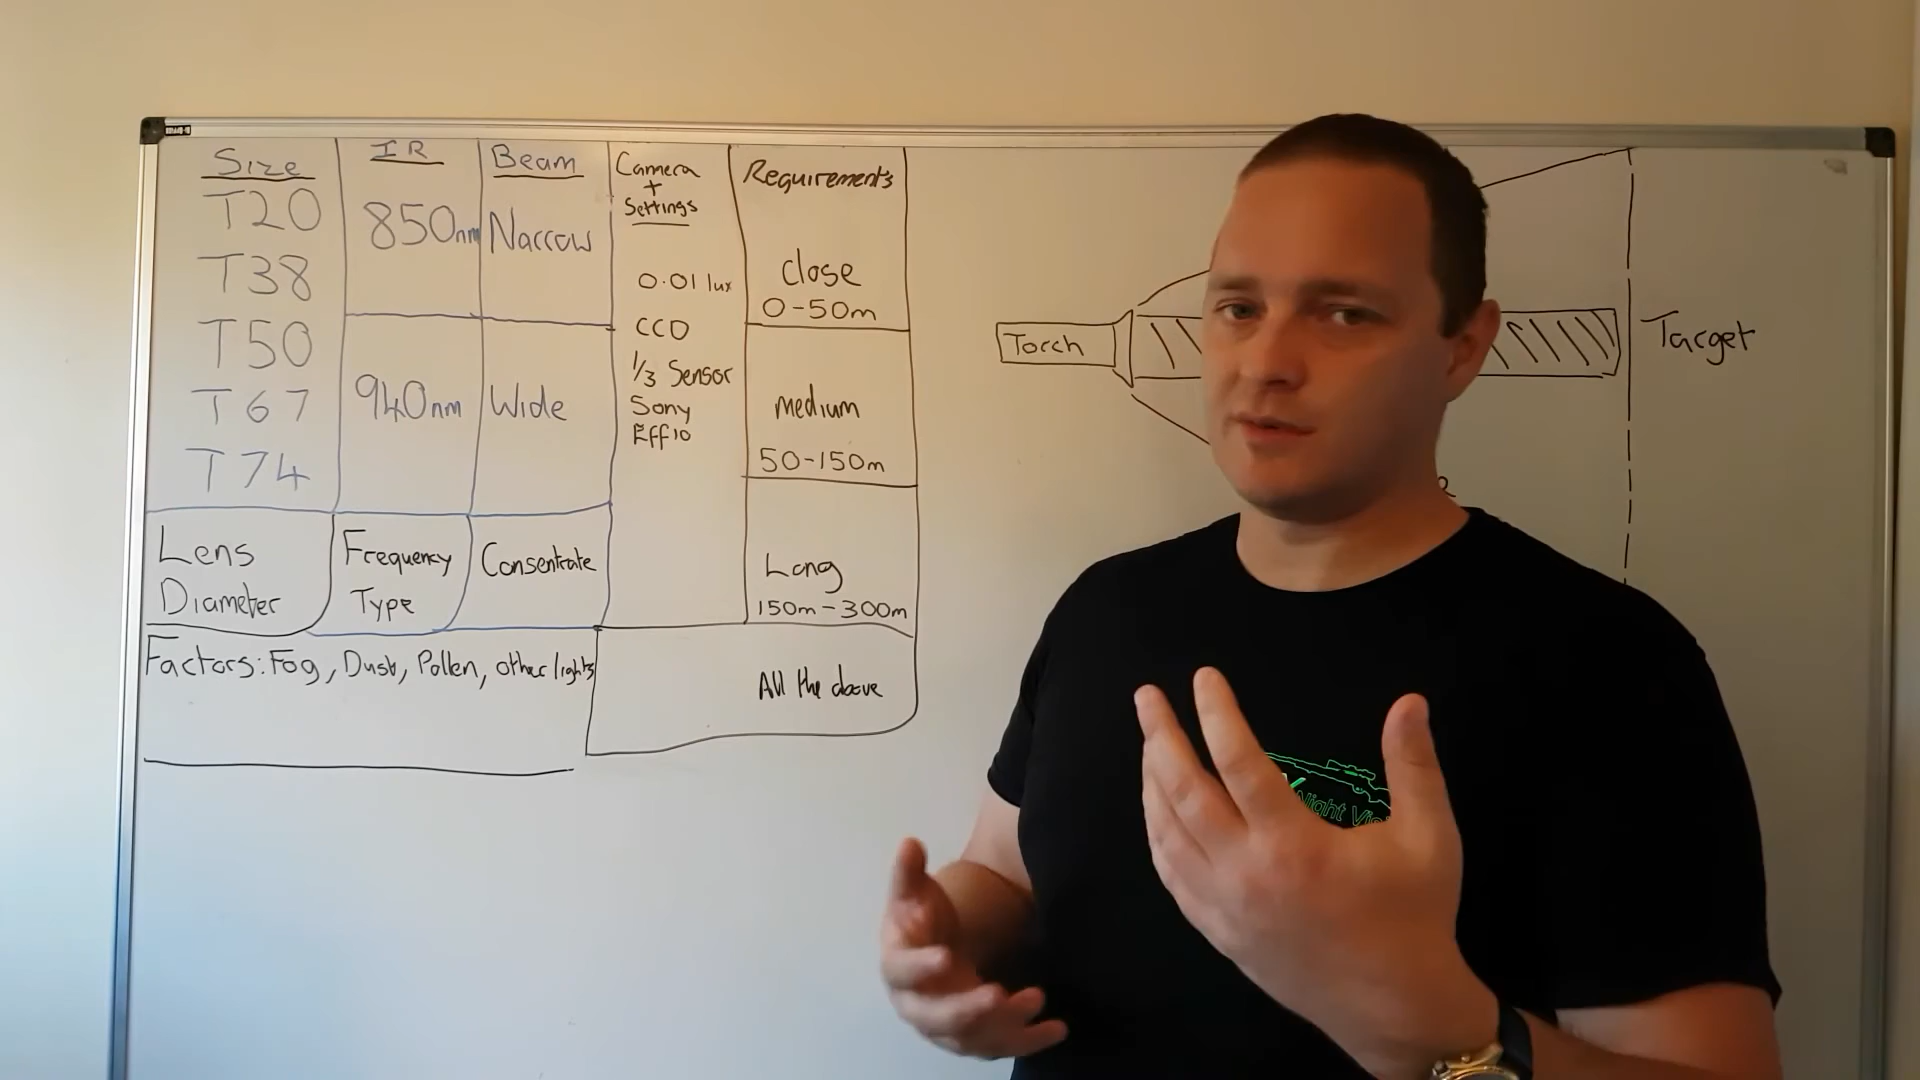 Size
T20
T38
T50
T67
T74
Lens
Diameter
IR
850nm
940nm
Frequency
Type
Beam
Narrow
Wide
Consentrate
Camera
+
Settings
0.01 lux
CCD
1/3 Sensor
Sony
Eff10
Requirements
Close
0-50m
medium
50-150m
Long
150m-300m
All the above
Factors: Fog, Dust, Pollen, other lights
Torch
Target
R
Night